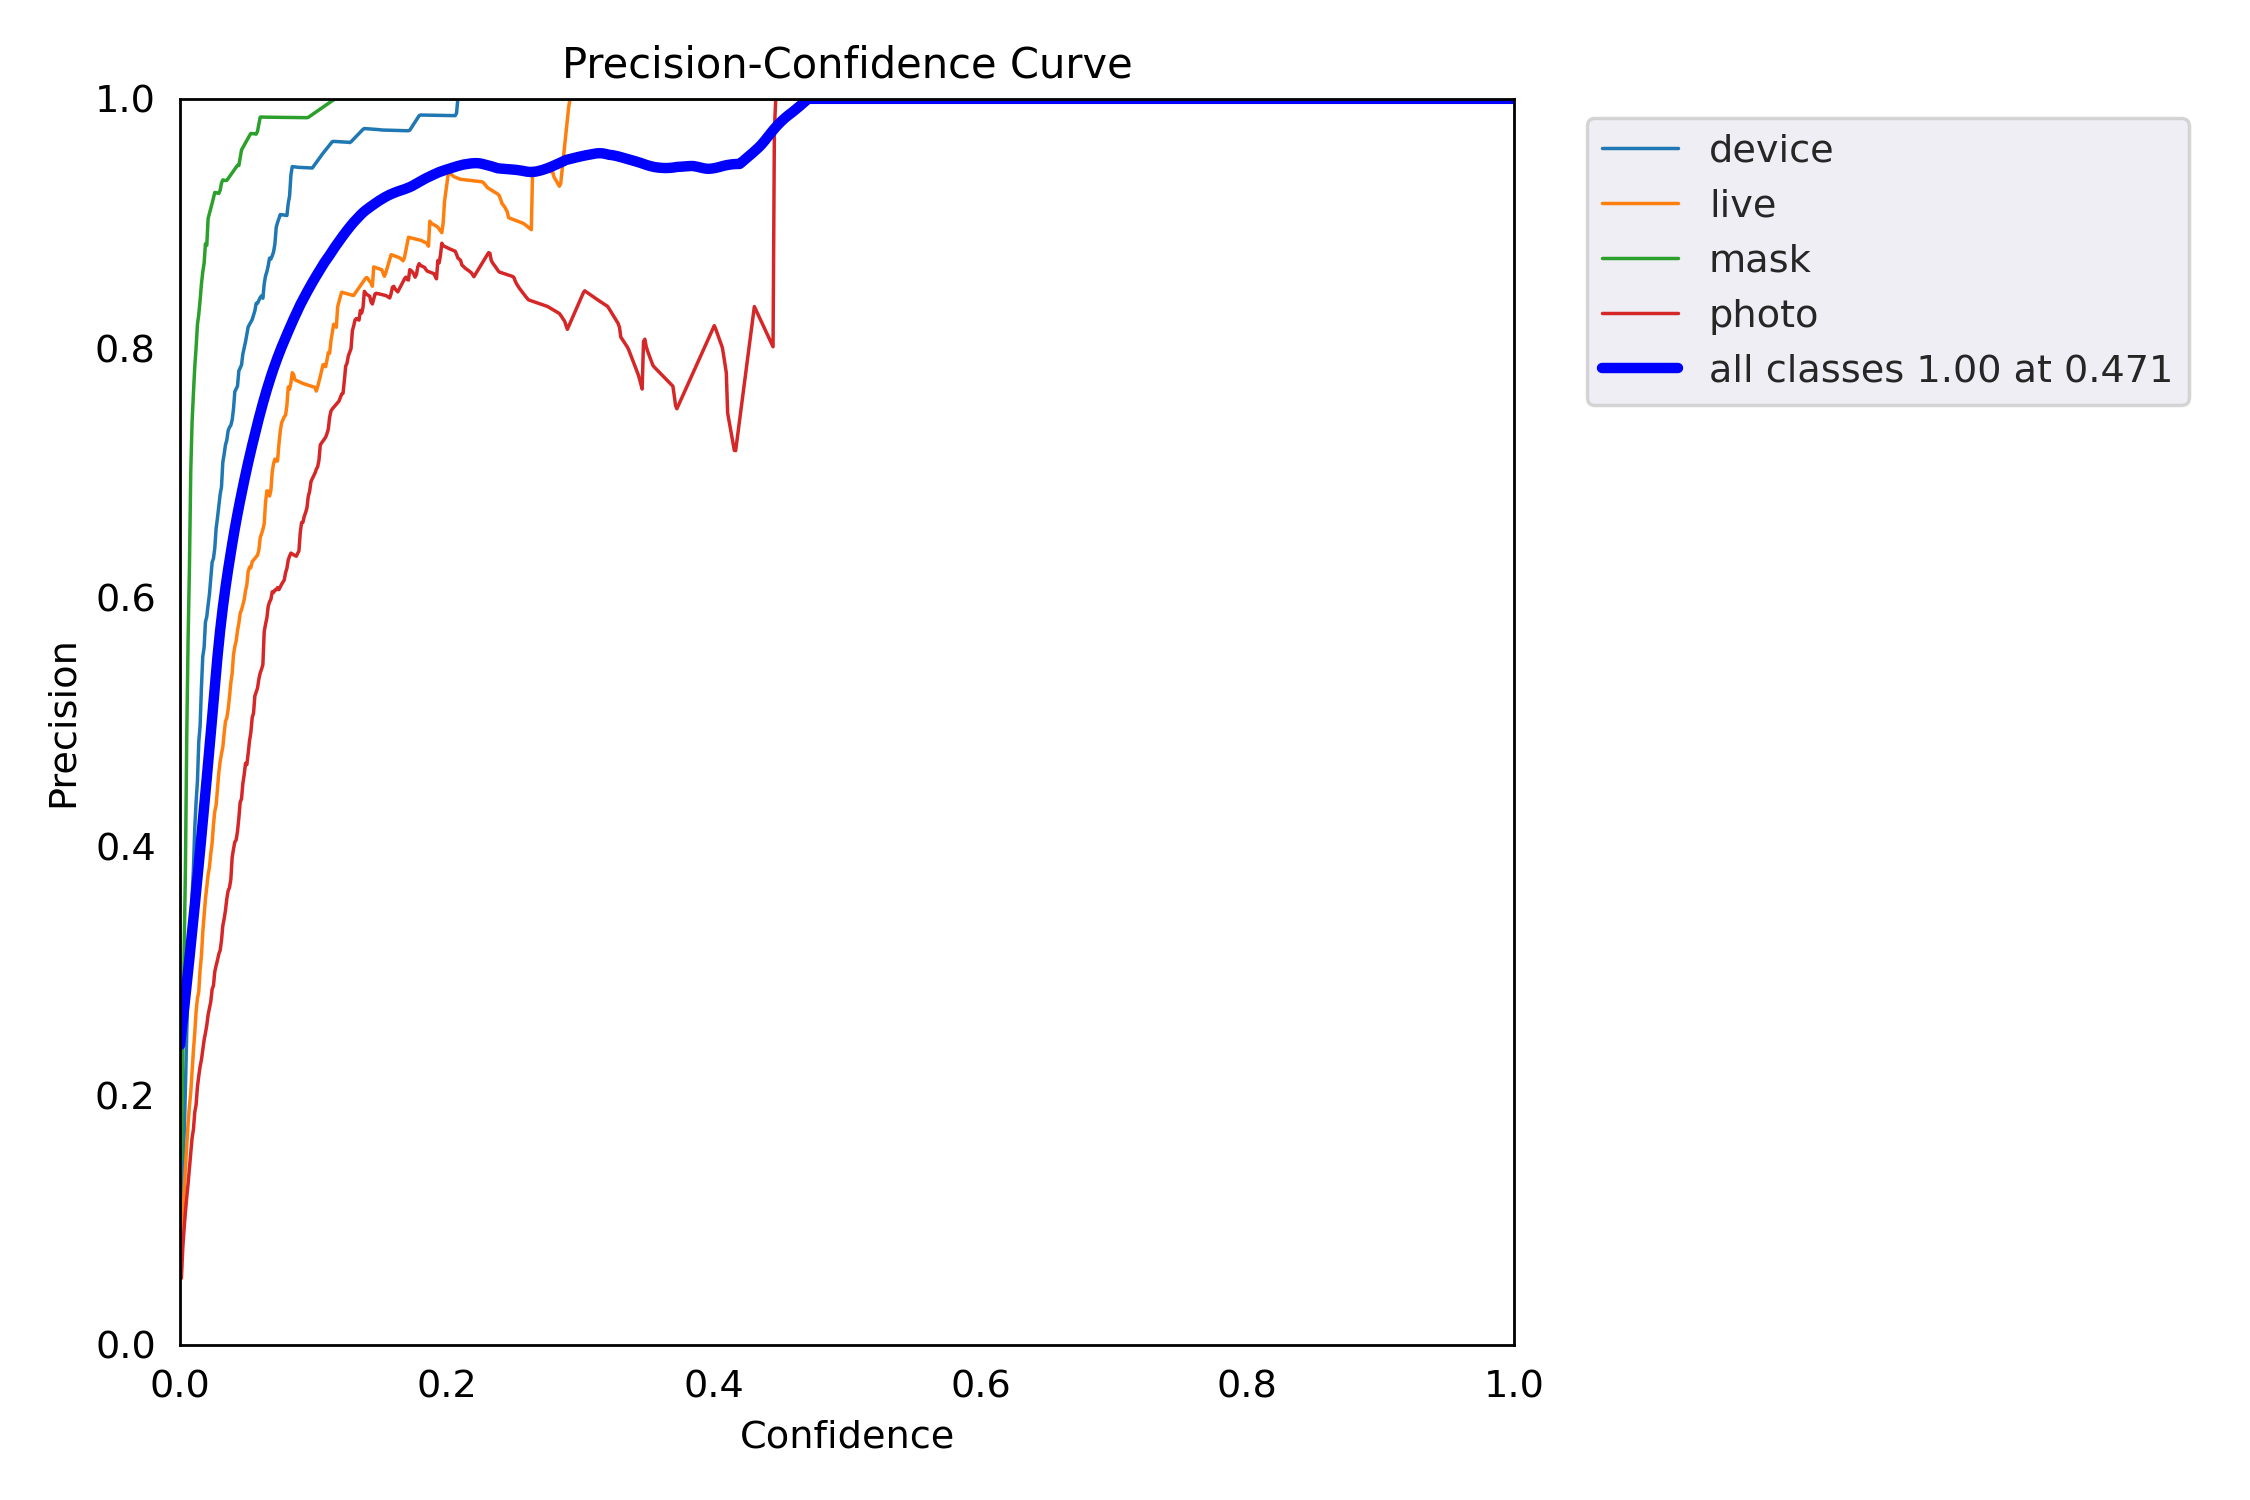 Precision-Confidence Curve
1.0
0.8
0.6
0.4
0.2
0.0
Precision
0.0 0.2 0.4 0.6 0.8 1.0
Confidence
device
live
mask
photo
all classes 1.00 at 0.471